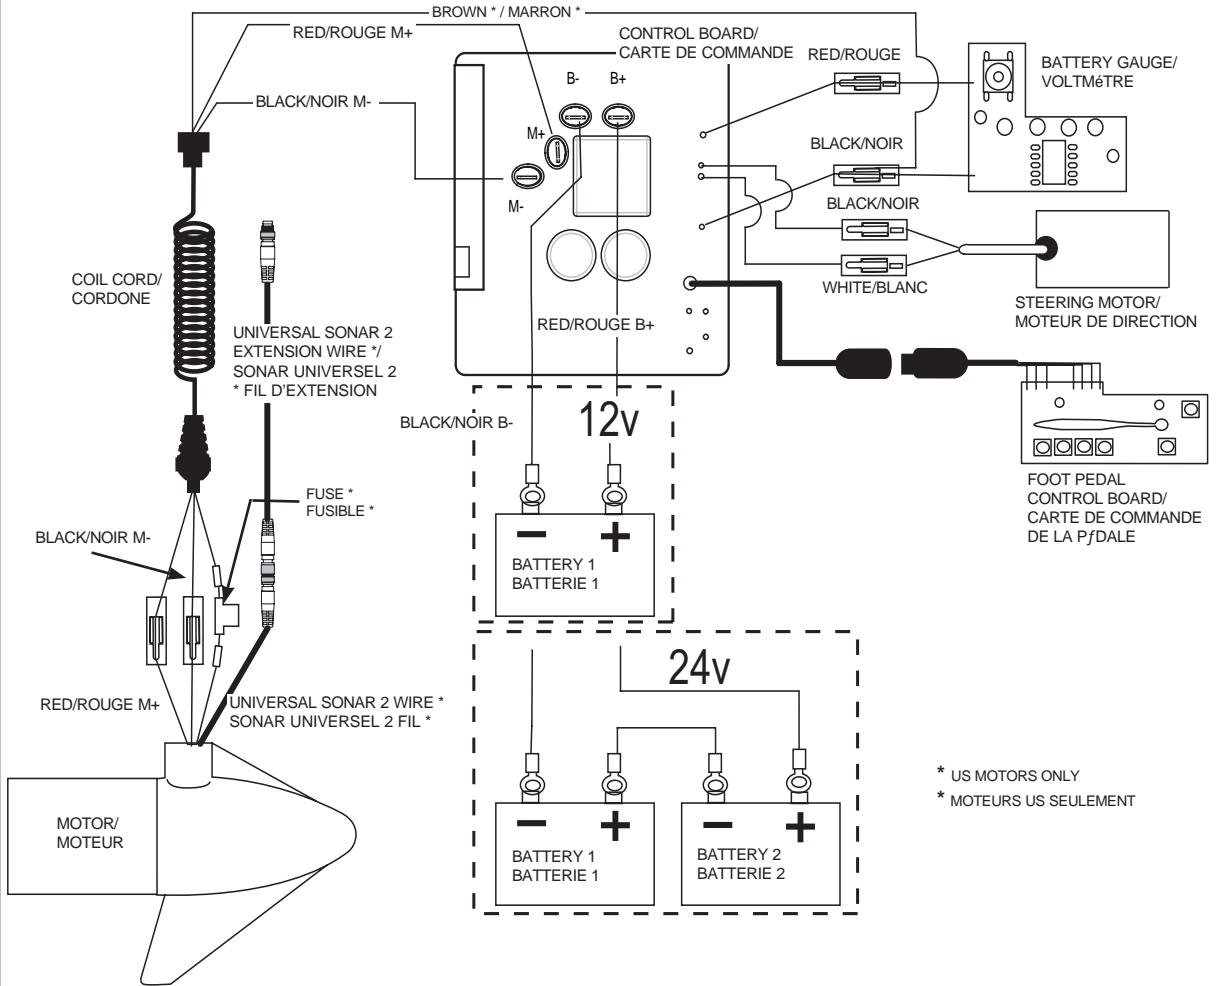 BROWN * / MARRON *
RED/ROUGE M+
CONTROL BOARD/
CARTE DE COMMANDE
RED/ROUGE
BATTERY GAUGE/
VOLTMéTRE
B-
B+
BLACK/NOIR M-
M+
BLACK/NOIR
M-
BLACK/NOIR
WHITE/BLANC
COIL CORD/
CORDONE
STEERING MOTOR/
MOTEUR DE DIRECTION
RED/ROUGE B+
UNIVERSAL SONAR 2
EXTENSION WIRE */
SONAR UNIVERSEL 2
* FIL D'EXTENSION
BLACK/NOIR B-
12v
FOOT PEDAL
CONTROL BOARD/
CARTE DE COMMANDE
DE LA PƒDALE
FUSE *
FUSIBLE *
BLACK/NOIR M-
− +
BATTERY 1
BATTERIE 1
24v
RED/ROUGE M+
UNIVERSAL SONAR 2 WIRE *
SONAR UNIVERSEL 2 FIL *
* US MOTORS ONLY
* MOTEURS US SEULEMENT
MOTOR/
MOTEUR
− +
BATTERY 1
BATTERIE 1
− +
BATTERY 2
BATTERIE 2